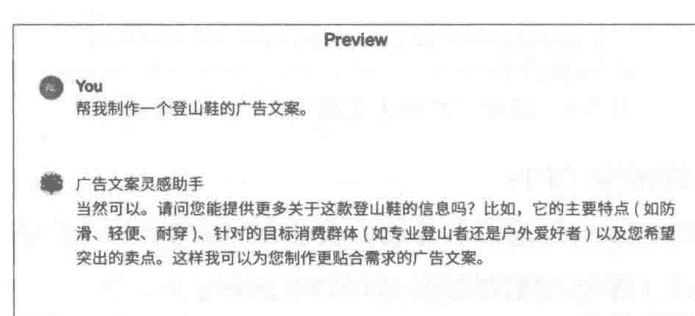 Preview
You
帮我制作一个登山鞋的广告文案。
广告文案灵感助手
当然可以。请问您能提供更多关于这款登山鞋的信息吗?比如,它的主要特点(如防
滑、轻便、耐穿)、针对的目标消费群体(如专业登山者还是户外爱好者)以及您希望
突出的卖点。这样我可以为您制作更贴合需求的广告文案。